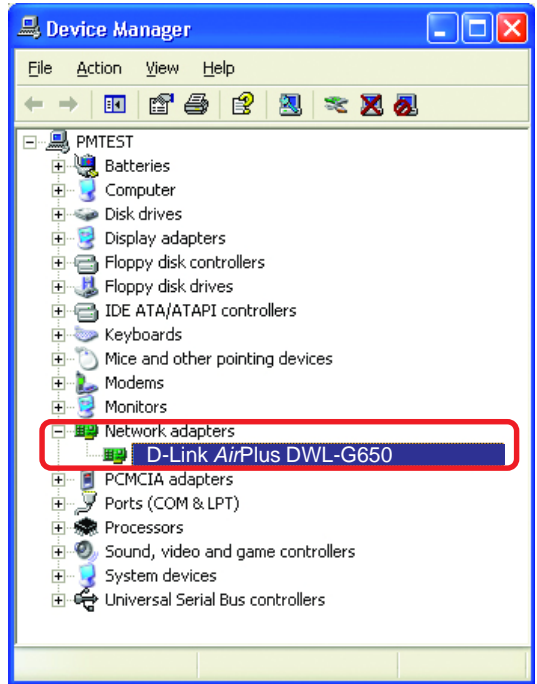 Device Manager
File Action View Help
PMTEST
Batteries
Computer
Disk drives
Display adapters
Floppy disk controllers
Floppy disk drives
IDE ATA/ATAPI controllers
Keyboards
Mice and other pointing devices
Modems
Monitors
Network adapters
D-Link AirPlus DWL-G650
PCMCIA adapters
Ports (COM & LPT)
Processors
Sound, video and game controllers
System devices
Universal Serial Bus controllers